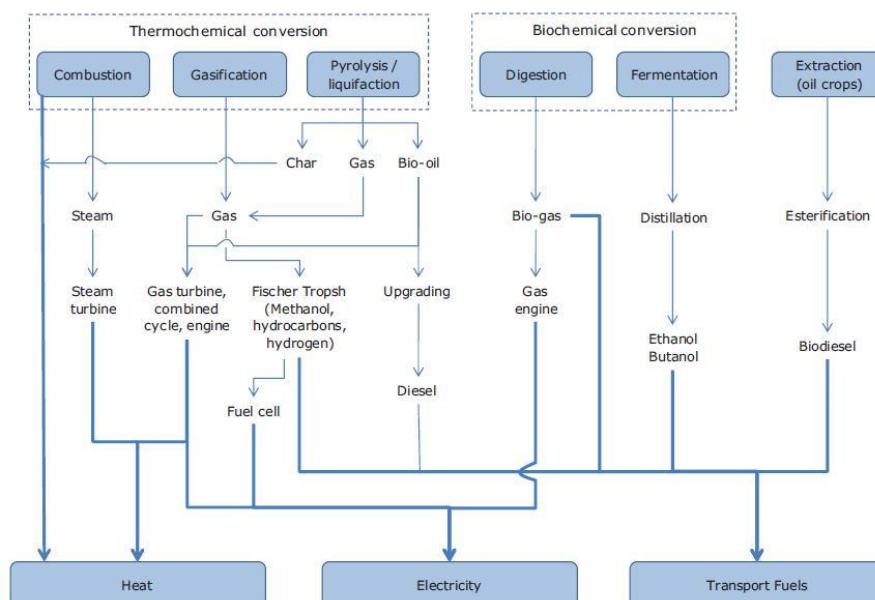 Thermochemical conversion
Biochemical conversion
Combustion
Gasification
Pyrolysis /
liquifaction
Digestion
Fermentation
Extraction
(oil crops)
Char
Gas
Bio-oil
Steam
Gas
Bio-gas
Distillation
Esterification
Steam
turbine
Gas turbine,
combined
cycle, engine
Fischer Tropsh
(Methanol,
hydrocarbons,
hydrogen)
Upgrading
Gas
engine
Ethanol
Butanol
Biodiesel
Fuel cell
Diesel
Heat
Electricity
Transport Fuels